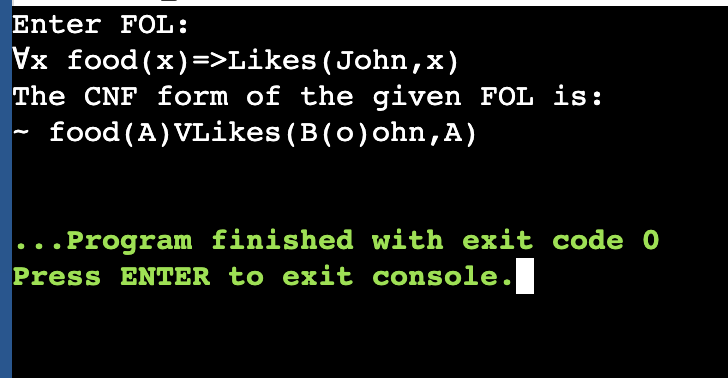 Enter FOL:
∀x food(x)=>Likes(John,x)
The CNF form of the given FOL is:
~ food(A)VLikes(B(o)ohn,A)
...Program finished with exit code 0
Press ENTER to exit console.